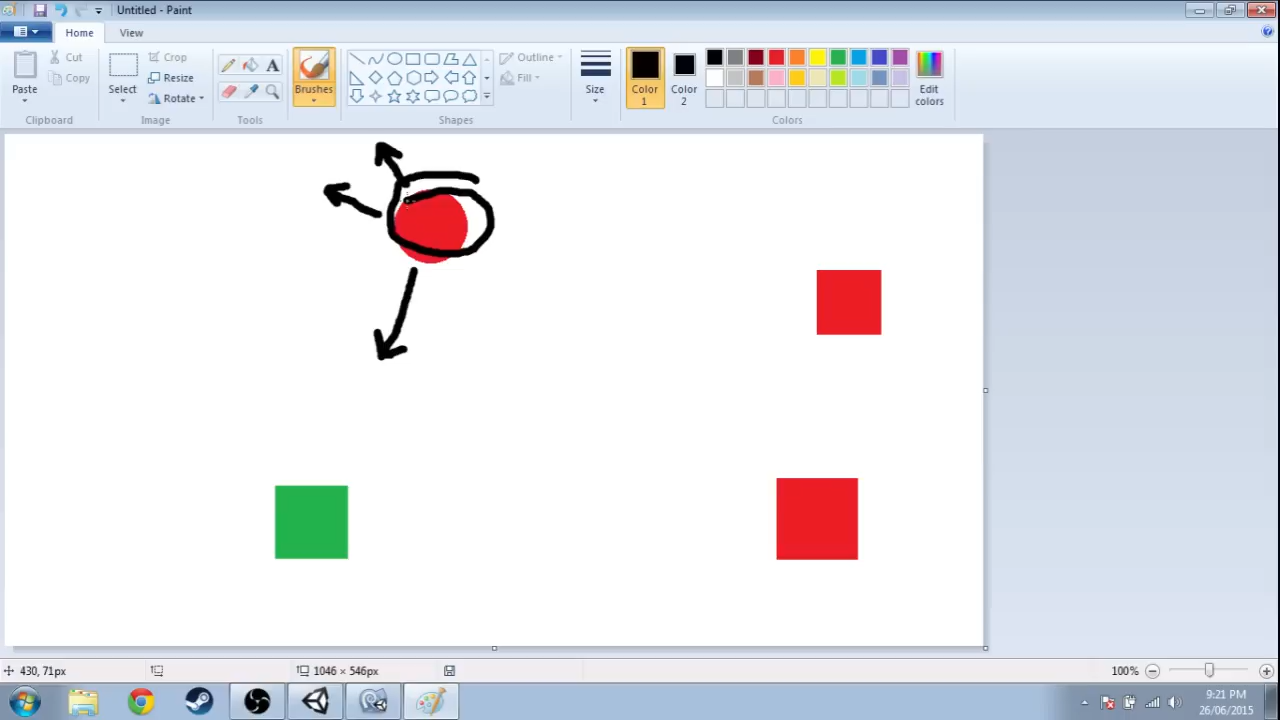 Untitled - Paint
Home
View
Paste
Cut
Copy
Clipboard
Select
Crop
Resize
Rotate
Image
A
Tools
Brushes
Outline
Fill
Shapes
Size
Color
1
Color
2
Edit
colors
Colors
430, 71px
1046 × 546px
100%
9:21 PM
26/06/2015